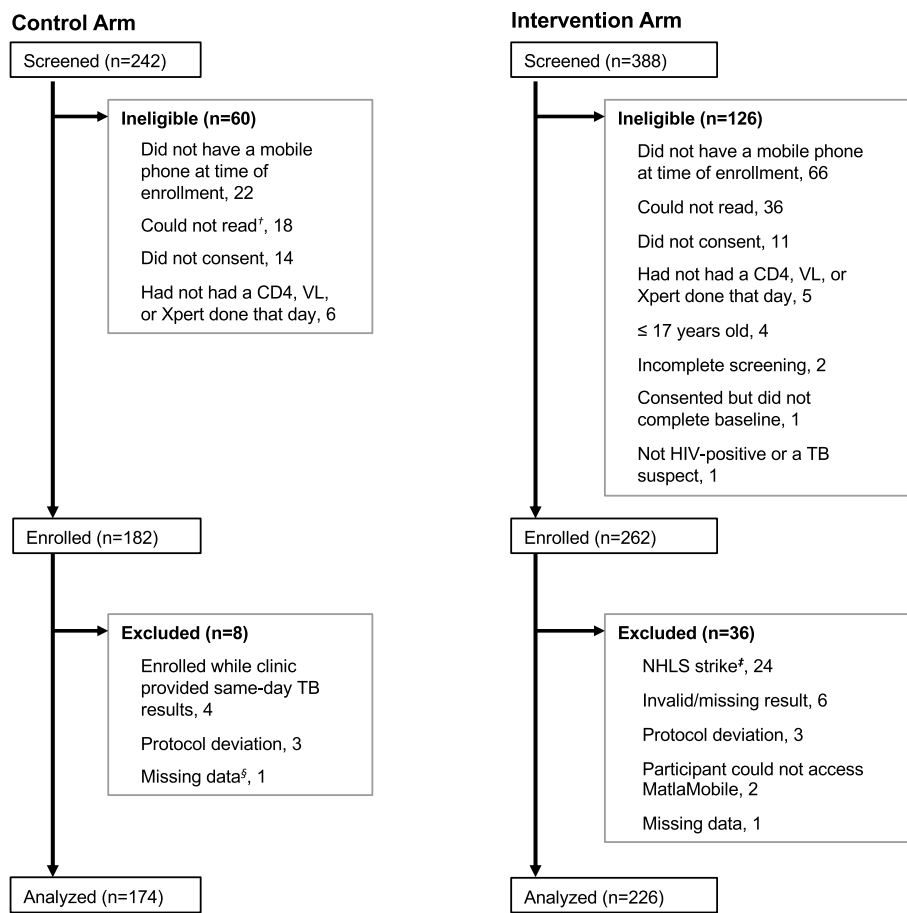 Control Arm
Screened (n=242)
Ineligible (n=60)
Did not have a mobile
phone at time of
enrollment, 22
Could not read†, 18
Did not consent, 14
Had not had a CD4, VL,
or Xpert done that day, 6
Enrolled (n=182)
Excluded (n=8)
Enrolled while clinic
provided same-day TB
results, 4
Protocol deviation, 3
Missing data§, 1
Analyzed (n=174)
Intervention Arm
Screened (n=388)
Ineligible (n=126)
Did not have a mobile phone
at time of enrollment, 66
Could not read, 36
Did not consent, 11
Had not had a CD4, VL, or
Xpert done that day, 5
≤ 17 years old, 4
Incomplete screening, 2
Consented but did not
complete baseline, 1
Not HIV-positive or a TB
suspect, 1
Enrolled (n=262)
Excluded (n=36)
NHLS strike‡, 24
Invalid/missing result, 6
Protocol deviation, 3
Participant could not access
MatlaMobile, 2
Missing data, 1
Analyzed (n=226)